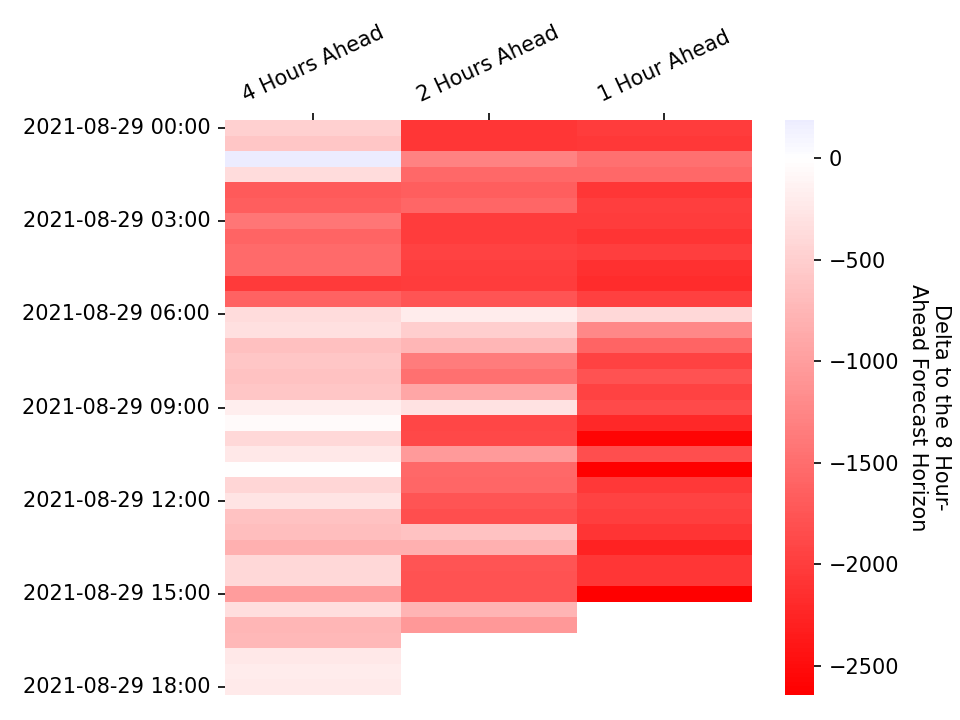 4 Hours Ahead
2 Hours Ahead
1 Hour Ahead
2021-08-29 00:00
2021-08-29 03:00
2021-08-29 06:00
2021-08-29 09:00
2021-08-29 12:00
2021-08-29 15:00
2021-08-29 18:00
0
−500
−1000
−1500
−2000
−2500
Delta to the 8 Hour-
Ahead Forecast Horizon